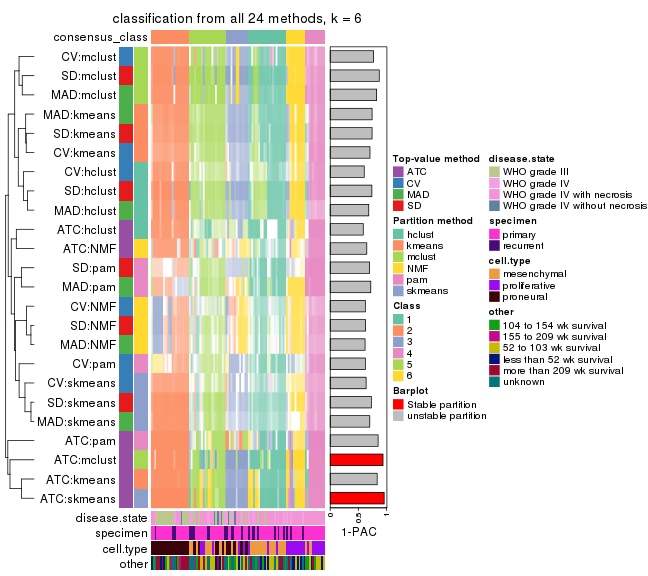 classification from all 24 methods, k = 6
consensus_class
CV:mclust
SD:mclust
MAD:mclust
MAD:kmeans
SD:kmeans
CV:kmeans
CV:hclust
SD:hclust
MAD:hclust
ATC:hclust
ATC:NMF
SD:pam
MAD:pam
CV:NMF
SD:NMF
MAD:NMF
CV:pam
CV:skmeans
SD:skmeans
MAD:skmeans
ATC:pam
ATC:mclust
ATC:kmeans
ATC:skmeans
disease.state
specimen
cell.type
other
0
0.5
1
1-PAC
Top-value method
ATC
CV
MAD
SD
Partition method
hclust
kmeans
mclust
NMF
pam
skmeans
Class
1
2
3
4
5
6
Barplot
Stable partition
unstable partition
disease.state
WHO grade III
WHO grade IV
WHO grade IV with necrosis
WHO grade IV without necrosis
specimen
primary
recurrent
cell.type
mesenchymal
proliferative
proneural
other
104 to 154 wk survival
155 to 209 wk survival
52 to 103 wk survival
less than 52 wk survival
more than 209 wk survival
unknown